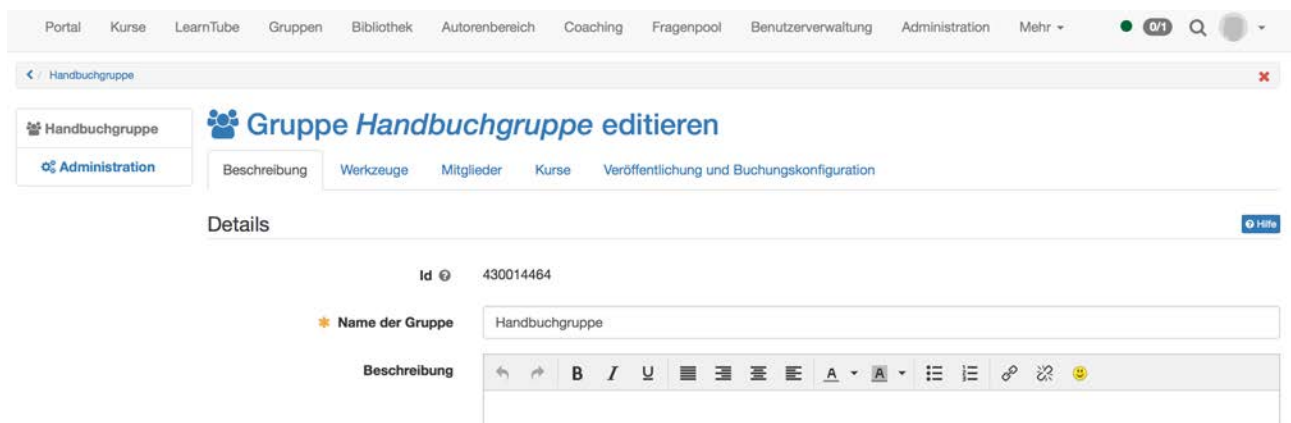 Portal Kurse LearnTube Gruppen Bibliothek Autorenbereich Coaching Fragenpool Benutzerverwaltung Administration Mehr 0/1
/ Handbuchgruppe
Handbuchgruppe
Administration
Gruppe Handbuchgruppe editieren
Beschreibung Werkzeuge Mitglieder Kurse Veröffentlichung und Buchungskonfiguration
Details Hilfe
Id 430014464
Name der Gruppe Handbuchgruppe
Beschreibung B I U A A